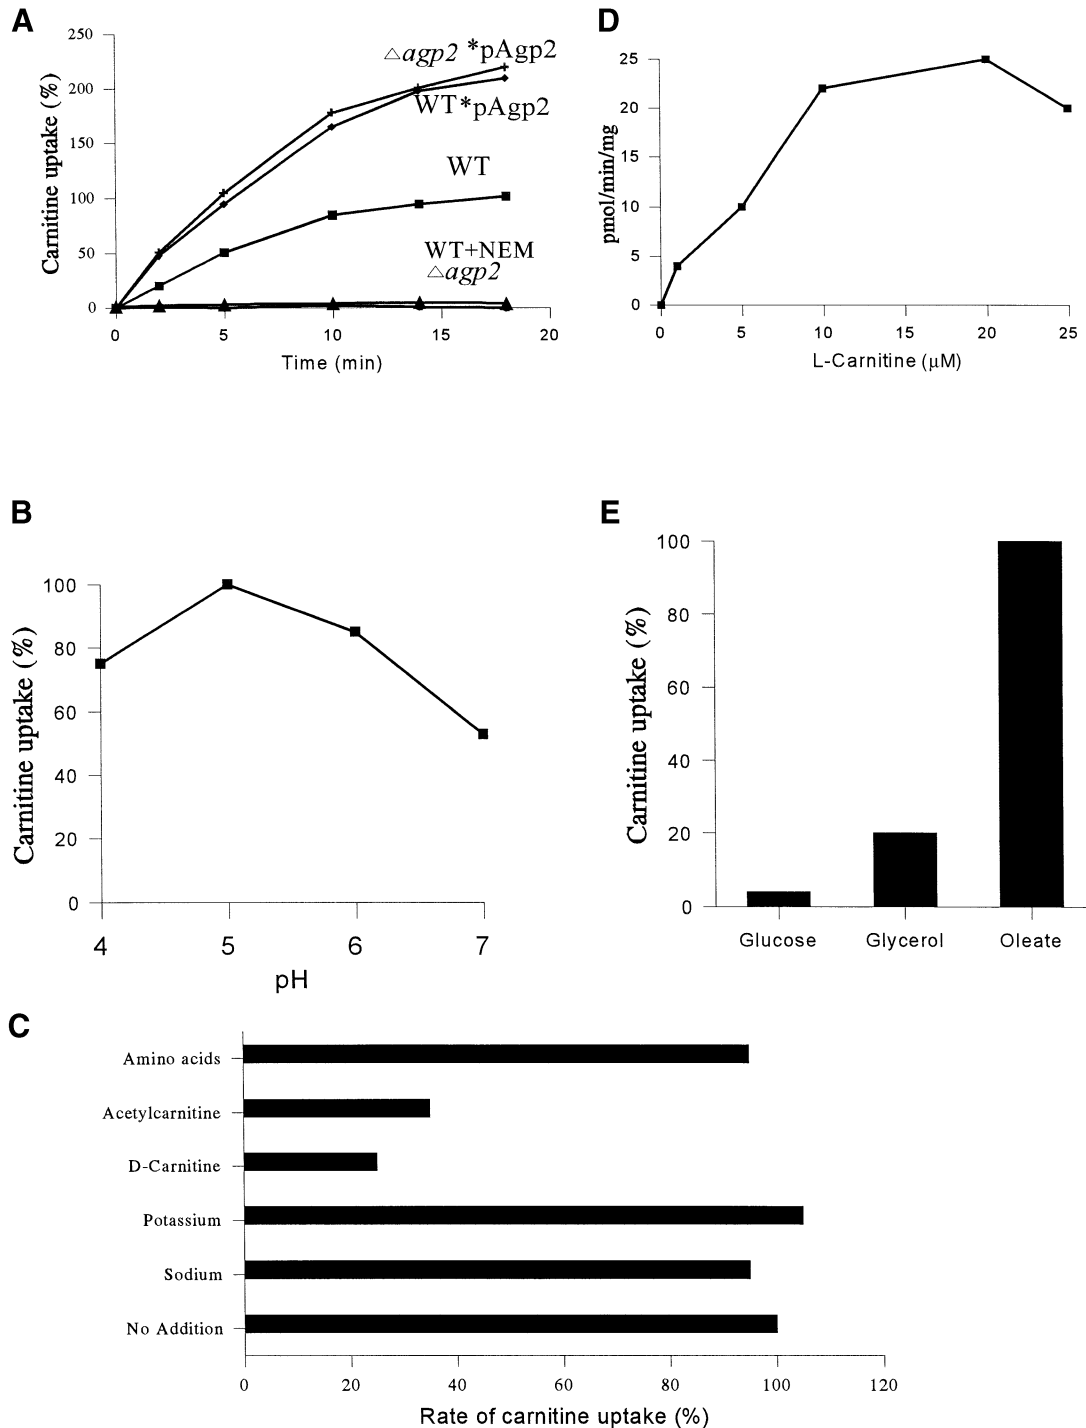 A
Carnitine uptake (%)
250
200
150
100
50
0
△agp2 *pAgp2
WT*pAgp2
WT
WT+NEM
△agp2
0 5 10 15 20
Time (min)
D
pmol/min/mg
25
20
15
10
5
0
0 5 10 15 20 25
L-Carnitine (μM)
B
Carnitine uptake (%)
100
80
60
40
20
0
4 5 6 7
pH
E
Carnitine uptake (%)
100
80
60
40
20
0
Glucose Glycerol Oleate
C
Amino acids
Acetylcarnitine
D-Carnitine
Potassium
Sodium
No Addition
0 20 40 60 80 100 120
Rate of carnitine uptake (%)